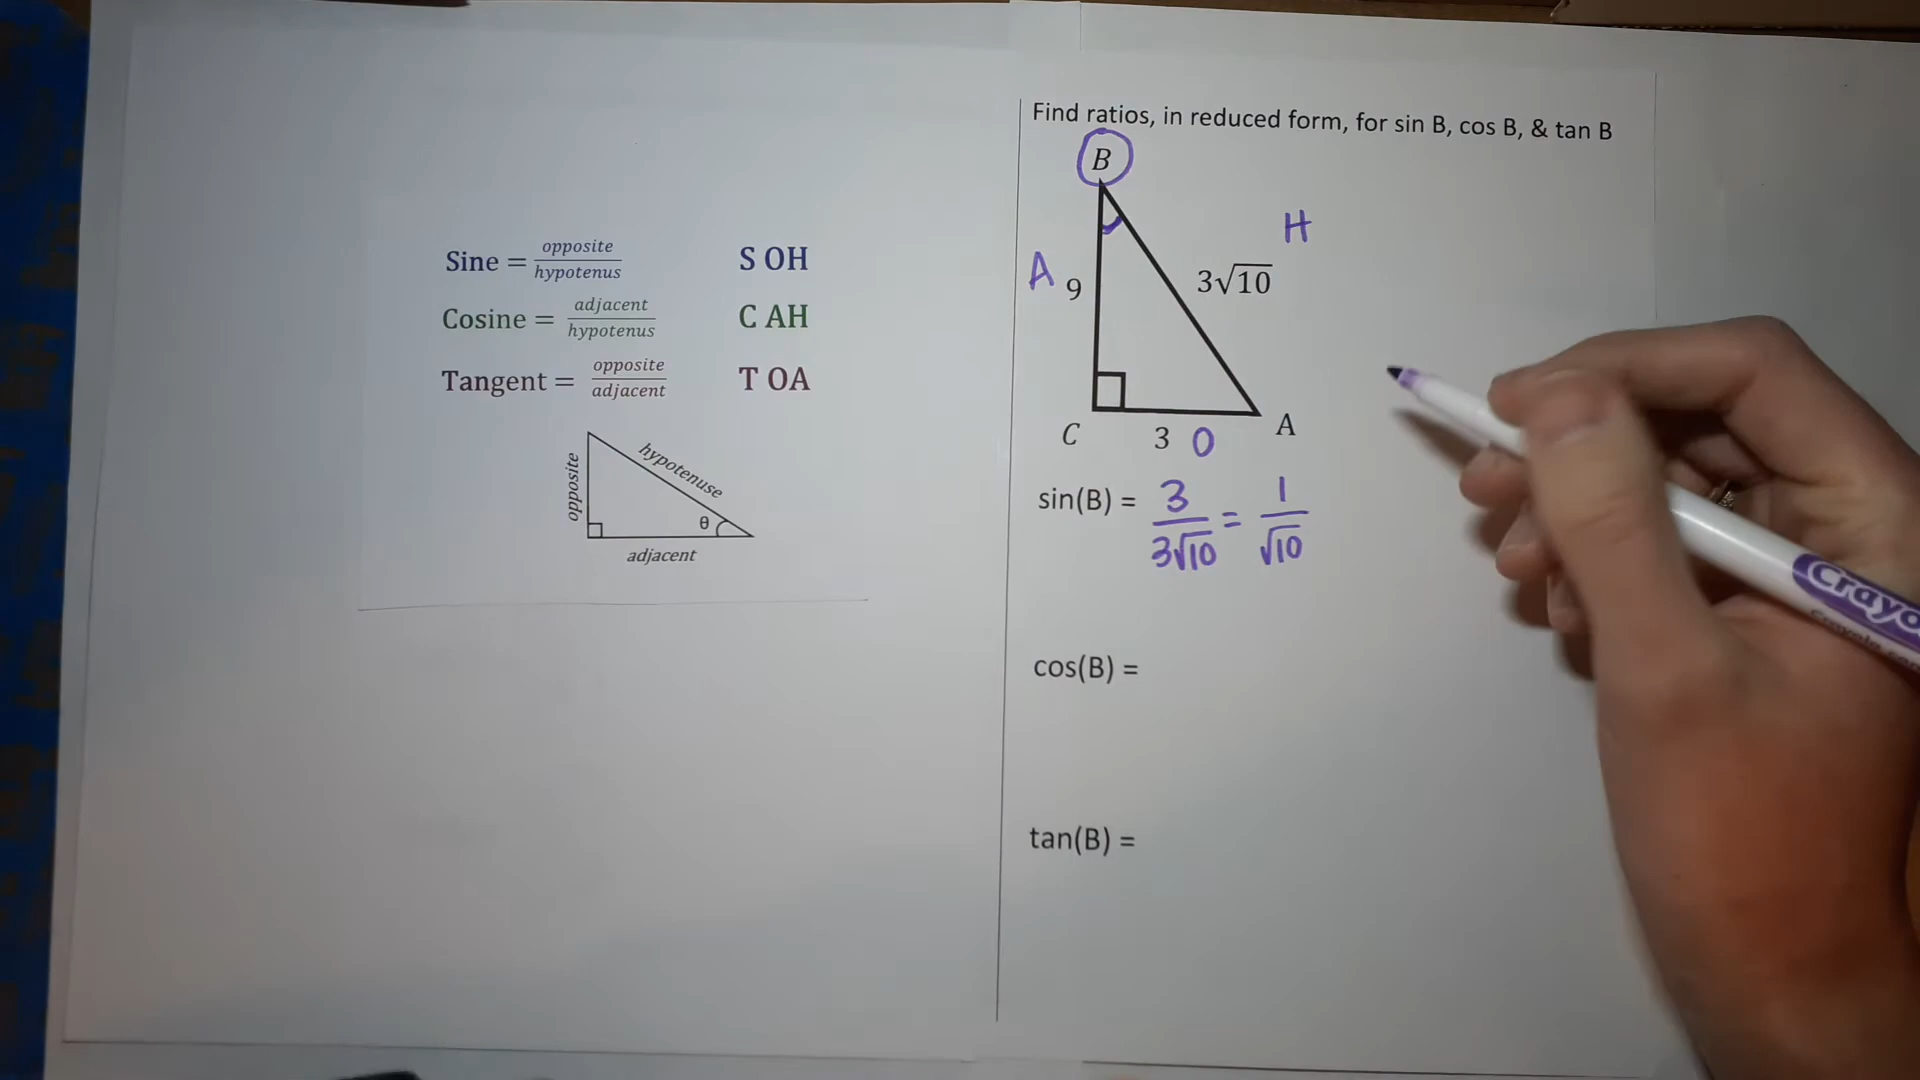 Sine = opposite/hypotenus S OH
Cosine = adjacent/hypotenus C AH
Tangent = opposite/adjacent T OA
opposite
hypotenuse
θ
adjacent
Find ratios, in reduced form, for sin B, cos B, & tan B
B
H
A 9
3√10
C
3 O
A
sin(B) = 3/3√10 = 1/√10
cos(B) =
tan(B) =
Crayo